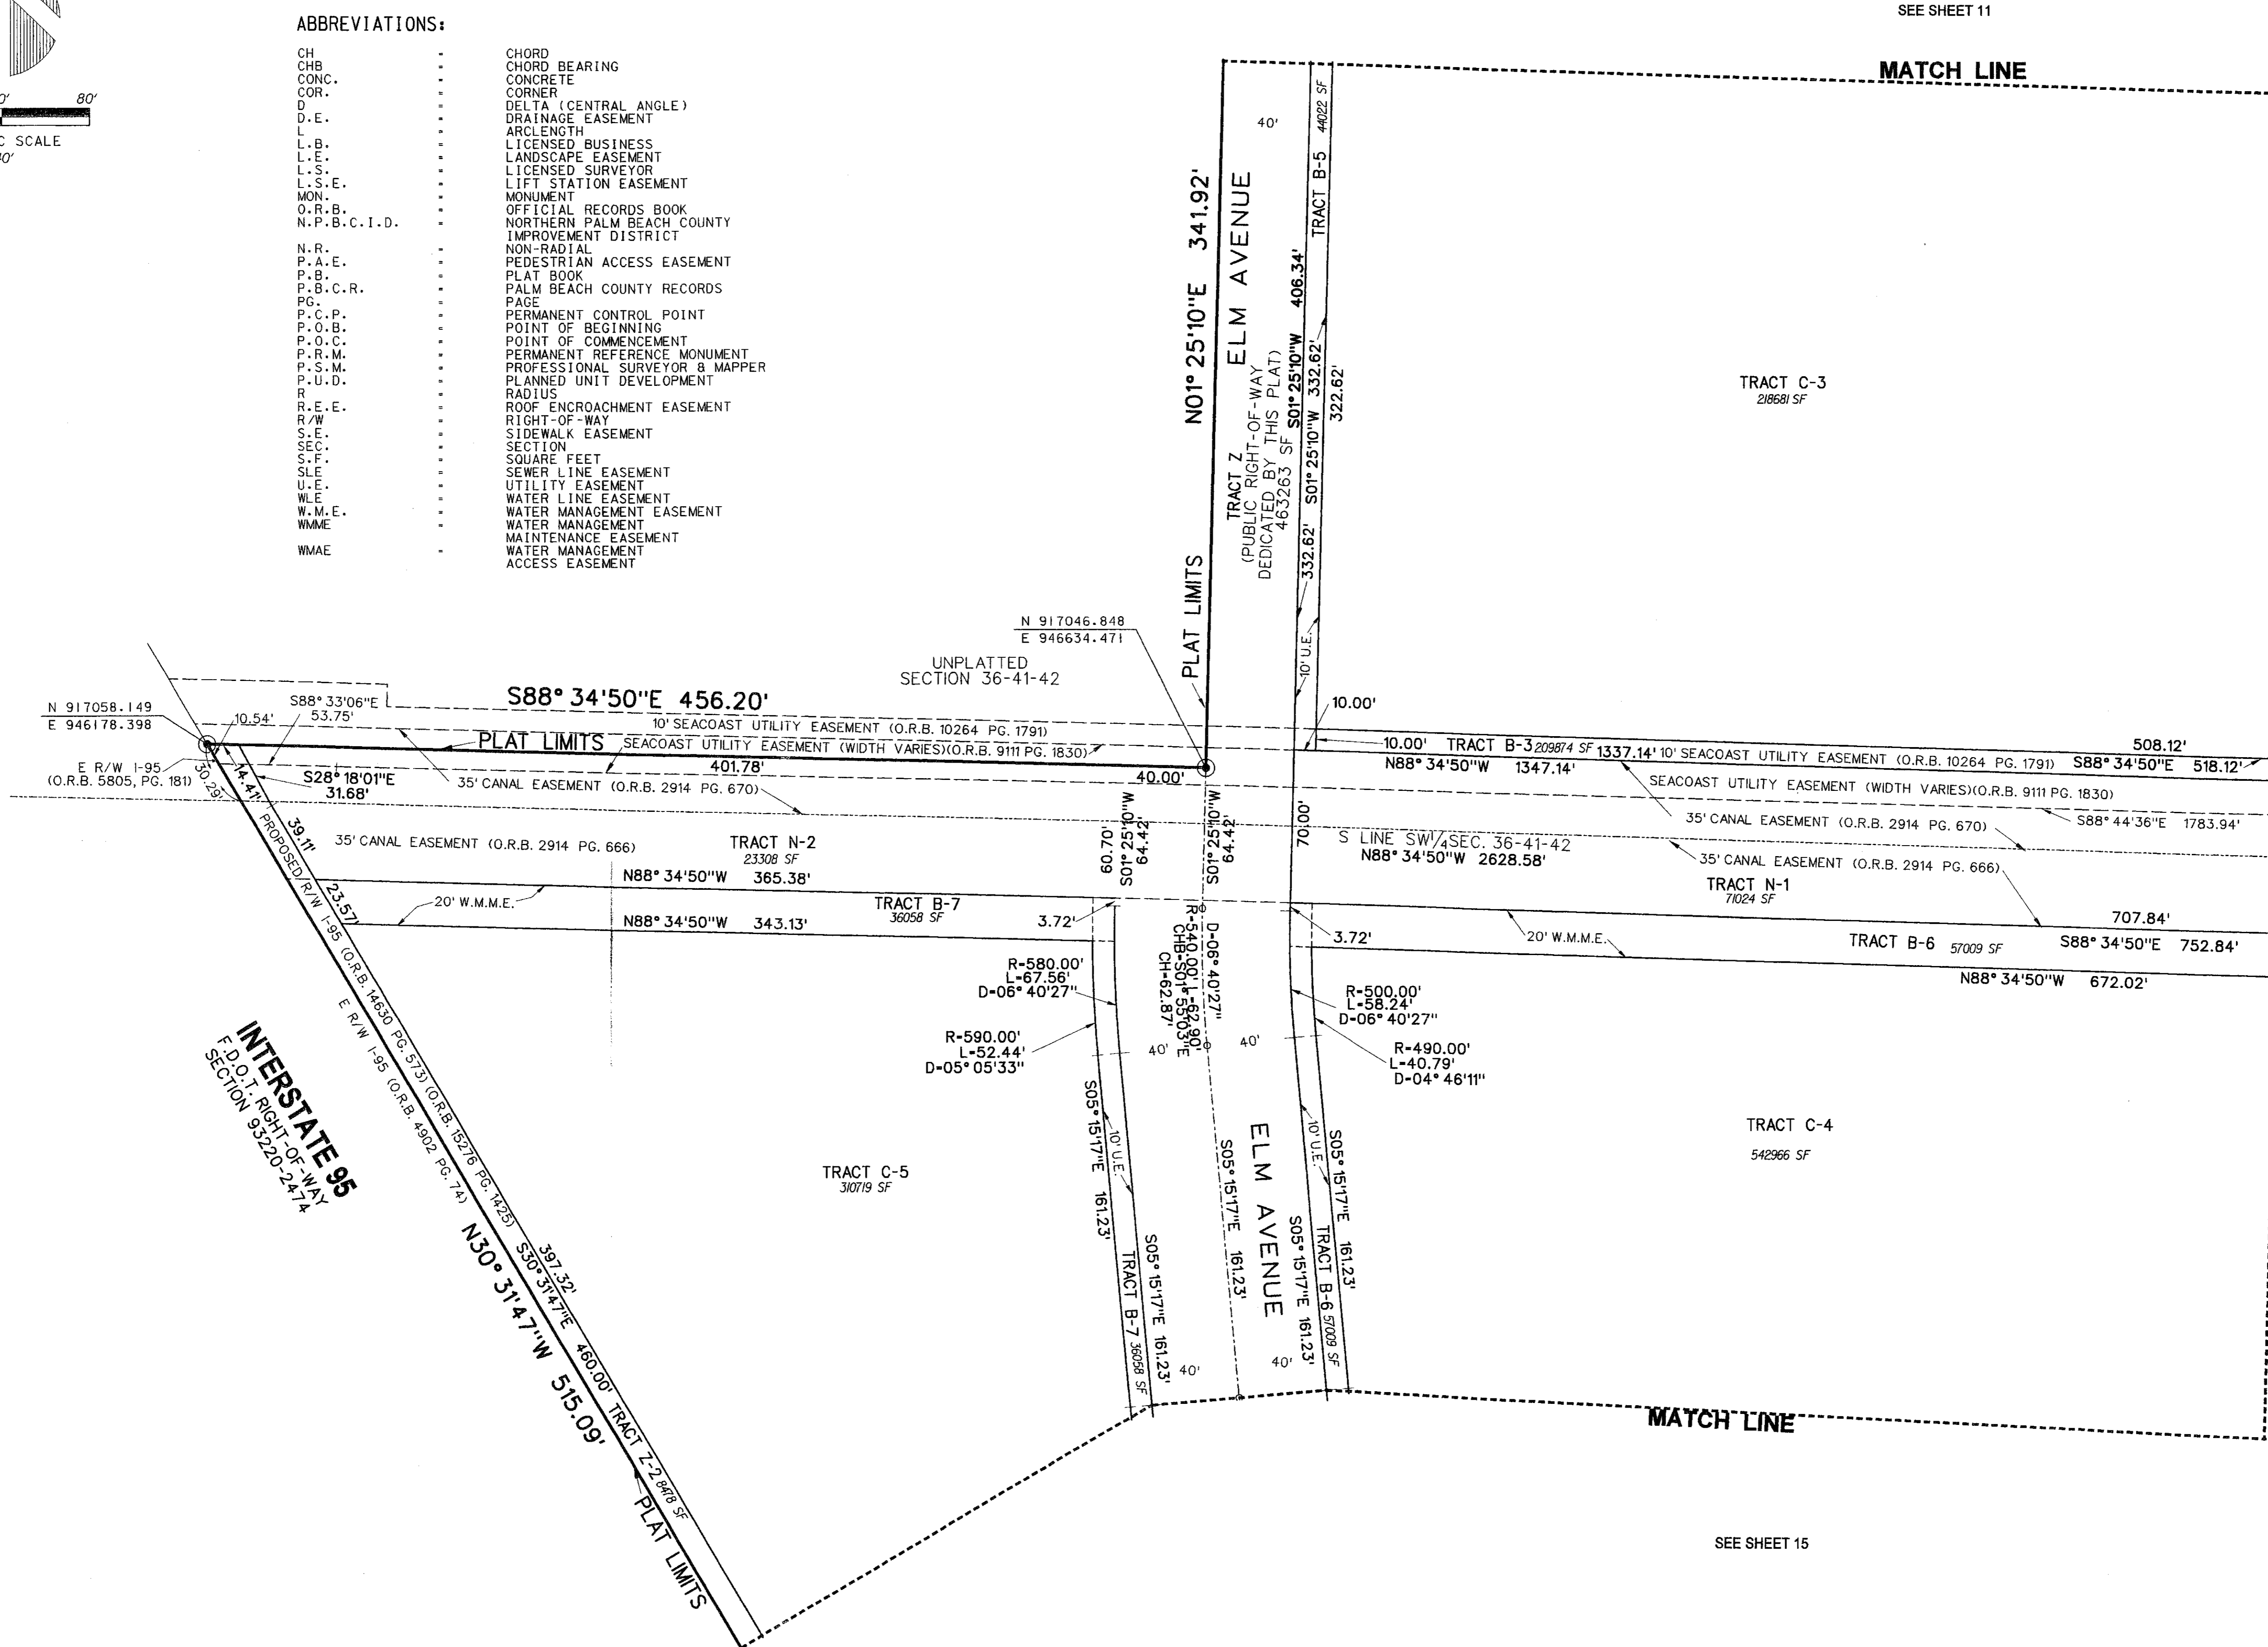 SEE SHEET 11
MATCH LINE
80'
SCALE
ABBREVIATIONS:
CH = CHORD
CHB = CHORD BEARING
CONC. = CONCRETE
COR. = CORNER
D = DELTA (CENTRAL ANGLE)
D.E. = DRAINAGE EASEMENT
L = ARCLENGTH
L.B. = LICENSED BUSINESS
L.E. = LANDSCAPE EASEMENT
L.S. = LICENSED SURVEYOR
L.S.E. = LIFT STATION EASEMENT
MON. = MONUMENT
O.R.B. = OFFICIAL RECORDS BOOK
N.P.B.C.I.D. = NORTHERN PALM BEACH COUNTY
IMPROVEMENT DISTRICT
N.R. = NON-RADIAL
P.A.E. = PEDESTRIAN ACCESS EASEMENT
P.B. = PLAT BOOK
P.B.C.R. = PALM BEACH COUNTY RECORDS
PG. = PAGE
P.C.P. = PERMANENT CONTROL POINT
P.O.B. = POINT OF BEGINNING
P.O.C. = POINT OF COMMENCEMENT
P.R.M. = PERMANENT REFERENCE MONUMENT
P.S.M. = PROFESSIONAL SURVEYOR & MAPPER
P.U.D. = PLANNED UNIT DEVELOPMENT
R = RADIUS
R.E.E. = ROOF ENCROACHMENT EASEMENT
R/W = RIGHT-OF-WAY
S.E. = SIDEWALK EASEMENT
SEC. = SECTION
S.F. = SQUARE FEET
SLE = SEWER LINE EASEMENT
U.E. = UTILITY EASEMENT
WLE = WATER LINE EASEMENT
W.M.E. = WATER MANAGEMENT EASEMENT
WMME = WATER MANAGEMENT
MAINTENANCE EASEMENT
WMAE = WATER MANAGEMENT
ACCESS EASEMENT
40'
N01°25'10"E 341.92'
PLAT LIMITS
ELM AVENUE
TRACT Z
(PUBLIC RIGHT-OF-WAY
DEDICATED BY THIS PLAT)
463263 SF
S01°25'10"W 406.34'
332.62'
S01°25'10"W 332.62'
322.62'
TRACT B-5 44022 SF
10' U.E.
TRACT C-3
218681 SF
N 917046.848
E 946634.471
UNPLATTED
SECTION 36-41-42
N 917058.149
E 946178.398
10.54'
S88°33'06"E
53.75'
S88°34'50"E 456.20'
10' SEACOAST UTILITY EASEMENT (O.R.B. 10264 PG. 1791)
PLAT LIMITS
SEACOAST UTILITY EASEMENT (WIDTH VARIES)(O.R.B. 9111 PG. 1830)
401.78'
40.00'
E R/W I-95
(O.R.B. 5805, PG. 181)
30.29'
14.41'
S28°18'01"E
31.68'
35' CANAL EASEMENT (O.R.B. 2914 PG. 670)
10.00'
10.00'
TRACT B-3 209874 SF
1337.14'
10' SEACOAST UTILITY EASEMENT (O.R.B. 10264 PG. 1791)
508.12'
S88°34'50"E 518.12'
N88°34'50"W 1347.14'
SEACOAST UTILITY EASEMENT (WIDTH VARIES)(O.R.B. 9111 PG. 1830)
35' CANAL EASEMENT (O.R.B. 2914 PG. 670)
S88°44'36"E 1783.94'
39.11'
35' CANAL EASEMENT (O.R.B. 2914 PG. 666)
TRACT N-2
23308 SF
60.70'
S01°25'10"W
64.42'
S01°25'10"W
64.42'
70.00'
S LINE SW1/4 SEC. 36-41-42
N88°34'50"W 2628.58'
35' CANAL EASEMENT (O.R.B. 2914 PG. 666)
TRACT N-1
71024 SF
23.57'
N88°34'50"W 365.38'
20' W.M.M.E.
TRACT B-7
36058 SF
N88°34'50"W 343.13'
3.72'
3.72'
20' W.M.M.E.
707.84'
TRACT B-6 57009 SF
S88°34'50"E 752.84'
N88°34'50"W 672.02'
R=580.00'
L=67.56'
D=06°40'27"
R=590.00'
L=52.44'
D=05°05'33"
D=06°40'27"
R=540.00' L=62.90'
CHB=S01°55'03"E
CH=62.87'
R=500.00'
L=58.24'
D=06°40'27"
R=490.00'
L=40.79'
D=04°46'11"
40'
40'
PROPOSED R/W I-95 (O.R.B. 14630 PG. 573) (O.R.B. 15276 PG. 1425)
E R/W I-95 (O.R.B. 4902 PG. 74)
INTERSTATE 95
F.D.O.T. RIGHT-OF-WAY
SECTION 93220-2474
N30°31'47"W 515.09'
397.32'
S30°31'47"E 460.00'
TRACT Z-2 8478 SF
PLAT LIMITS
TRACT C-5
310719 SF
S05°15'17"E 161.23'
10' U.E.
TRACT B-7 36058 SF
S05°15'17"E 161.23'
S05°15'17"E 161.23'
ELM AVENUE
S05°15'17"E 161.23'
10' U.E.
TRACT B-6 57009 SF
S05°15'17"E 161.23'
40'
40'
TRACT C-4
542966 SF
MATCH LINE
SEE SHEET 15